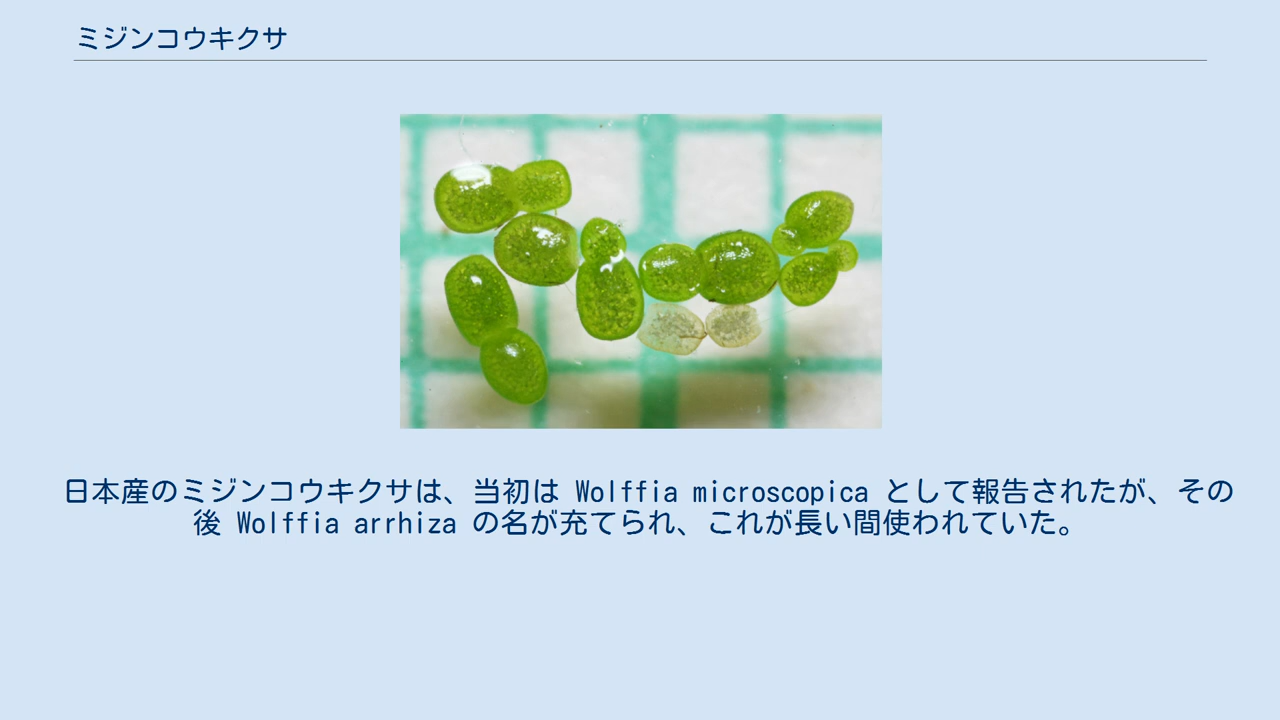 ミジンコウキクサ
日本産のミジンコウキクサは、当初は Wolffia microscopica として報告されたが、その
後 Wolffia arrhiza の名が充てられ、これが長い間使われていた。